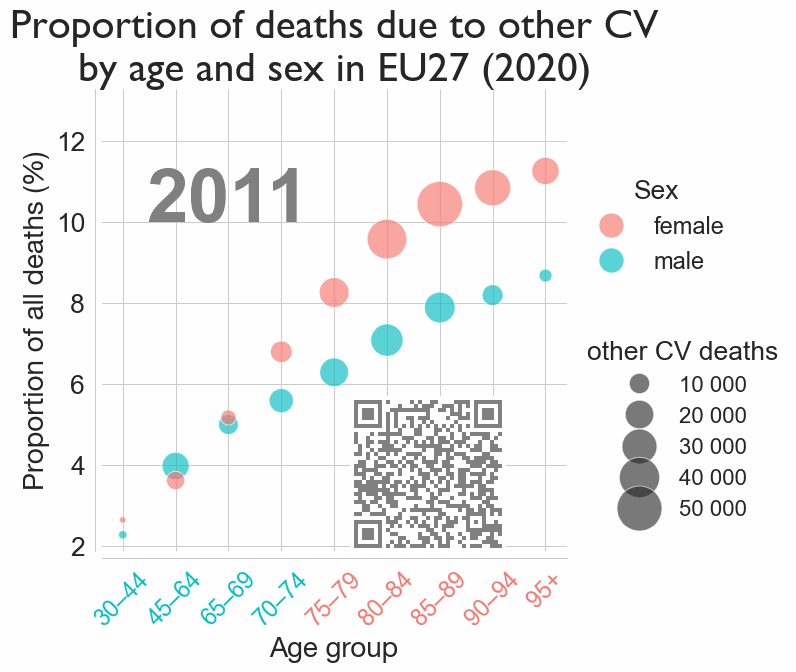 Proportion of deaths due to other CV
by age and sex in EU27 (2020)
Proportion of all deaths (%)
12
10
8
6
4
2
2011
30–44
45–64
65–69
70–74
75–79
80–84
85–89
90–94
95+
Age group
Sex
female
male
other CV deaths
10 000
20 000
30 000
40 000
50 000